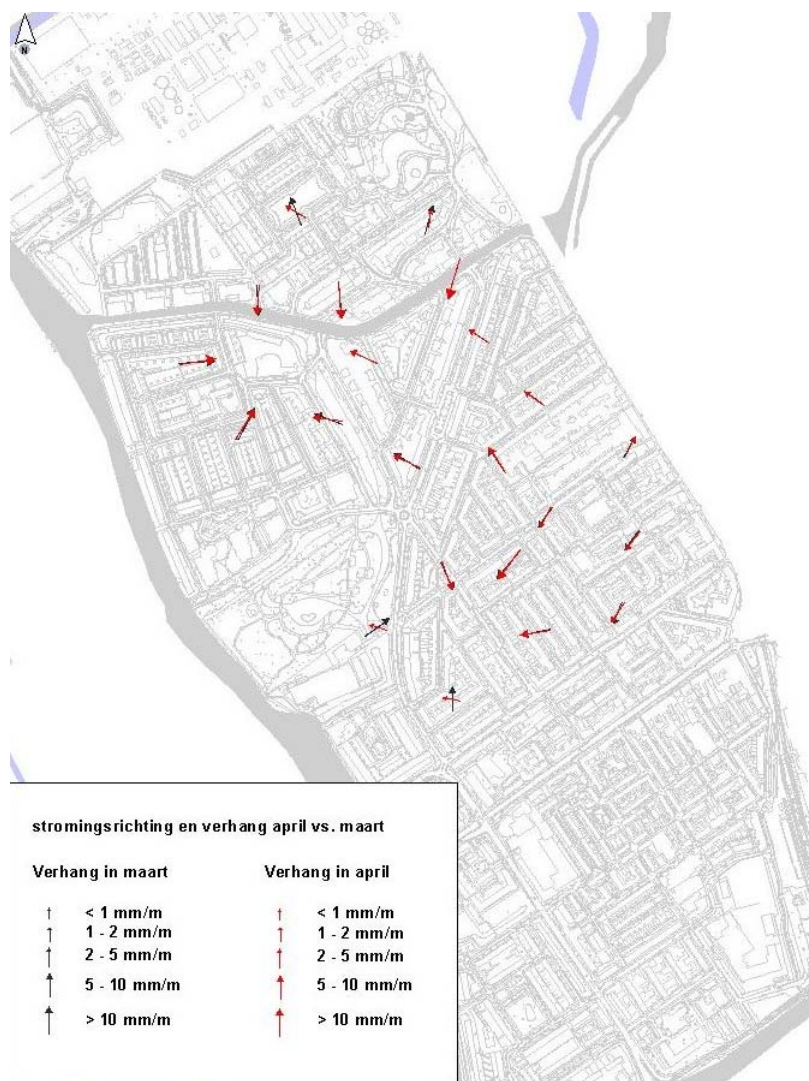 N
stromingsrichting en verhang april vs. maart
Verhang in maart
Verhang in april
< 1 mm/m
< 1 mm/m
1 - 2 mm/m
1 - 2 mm/m
2 - 5 mm/m
2 - 5 mm/m
5 - 10 mm/m
5 - 10 mm/m
> 10 mm/m
> 10 mm/m